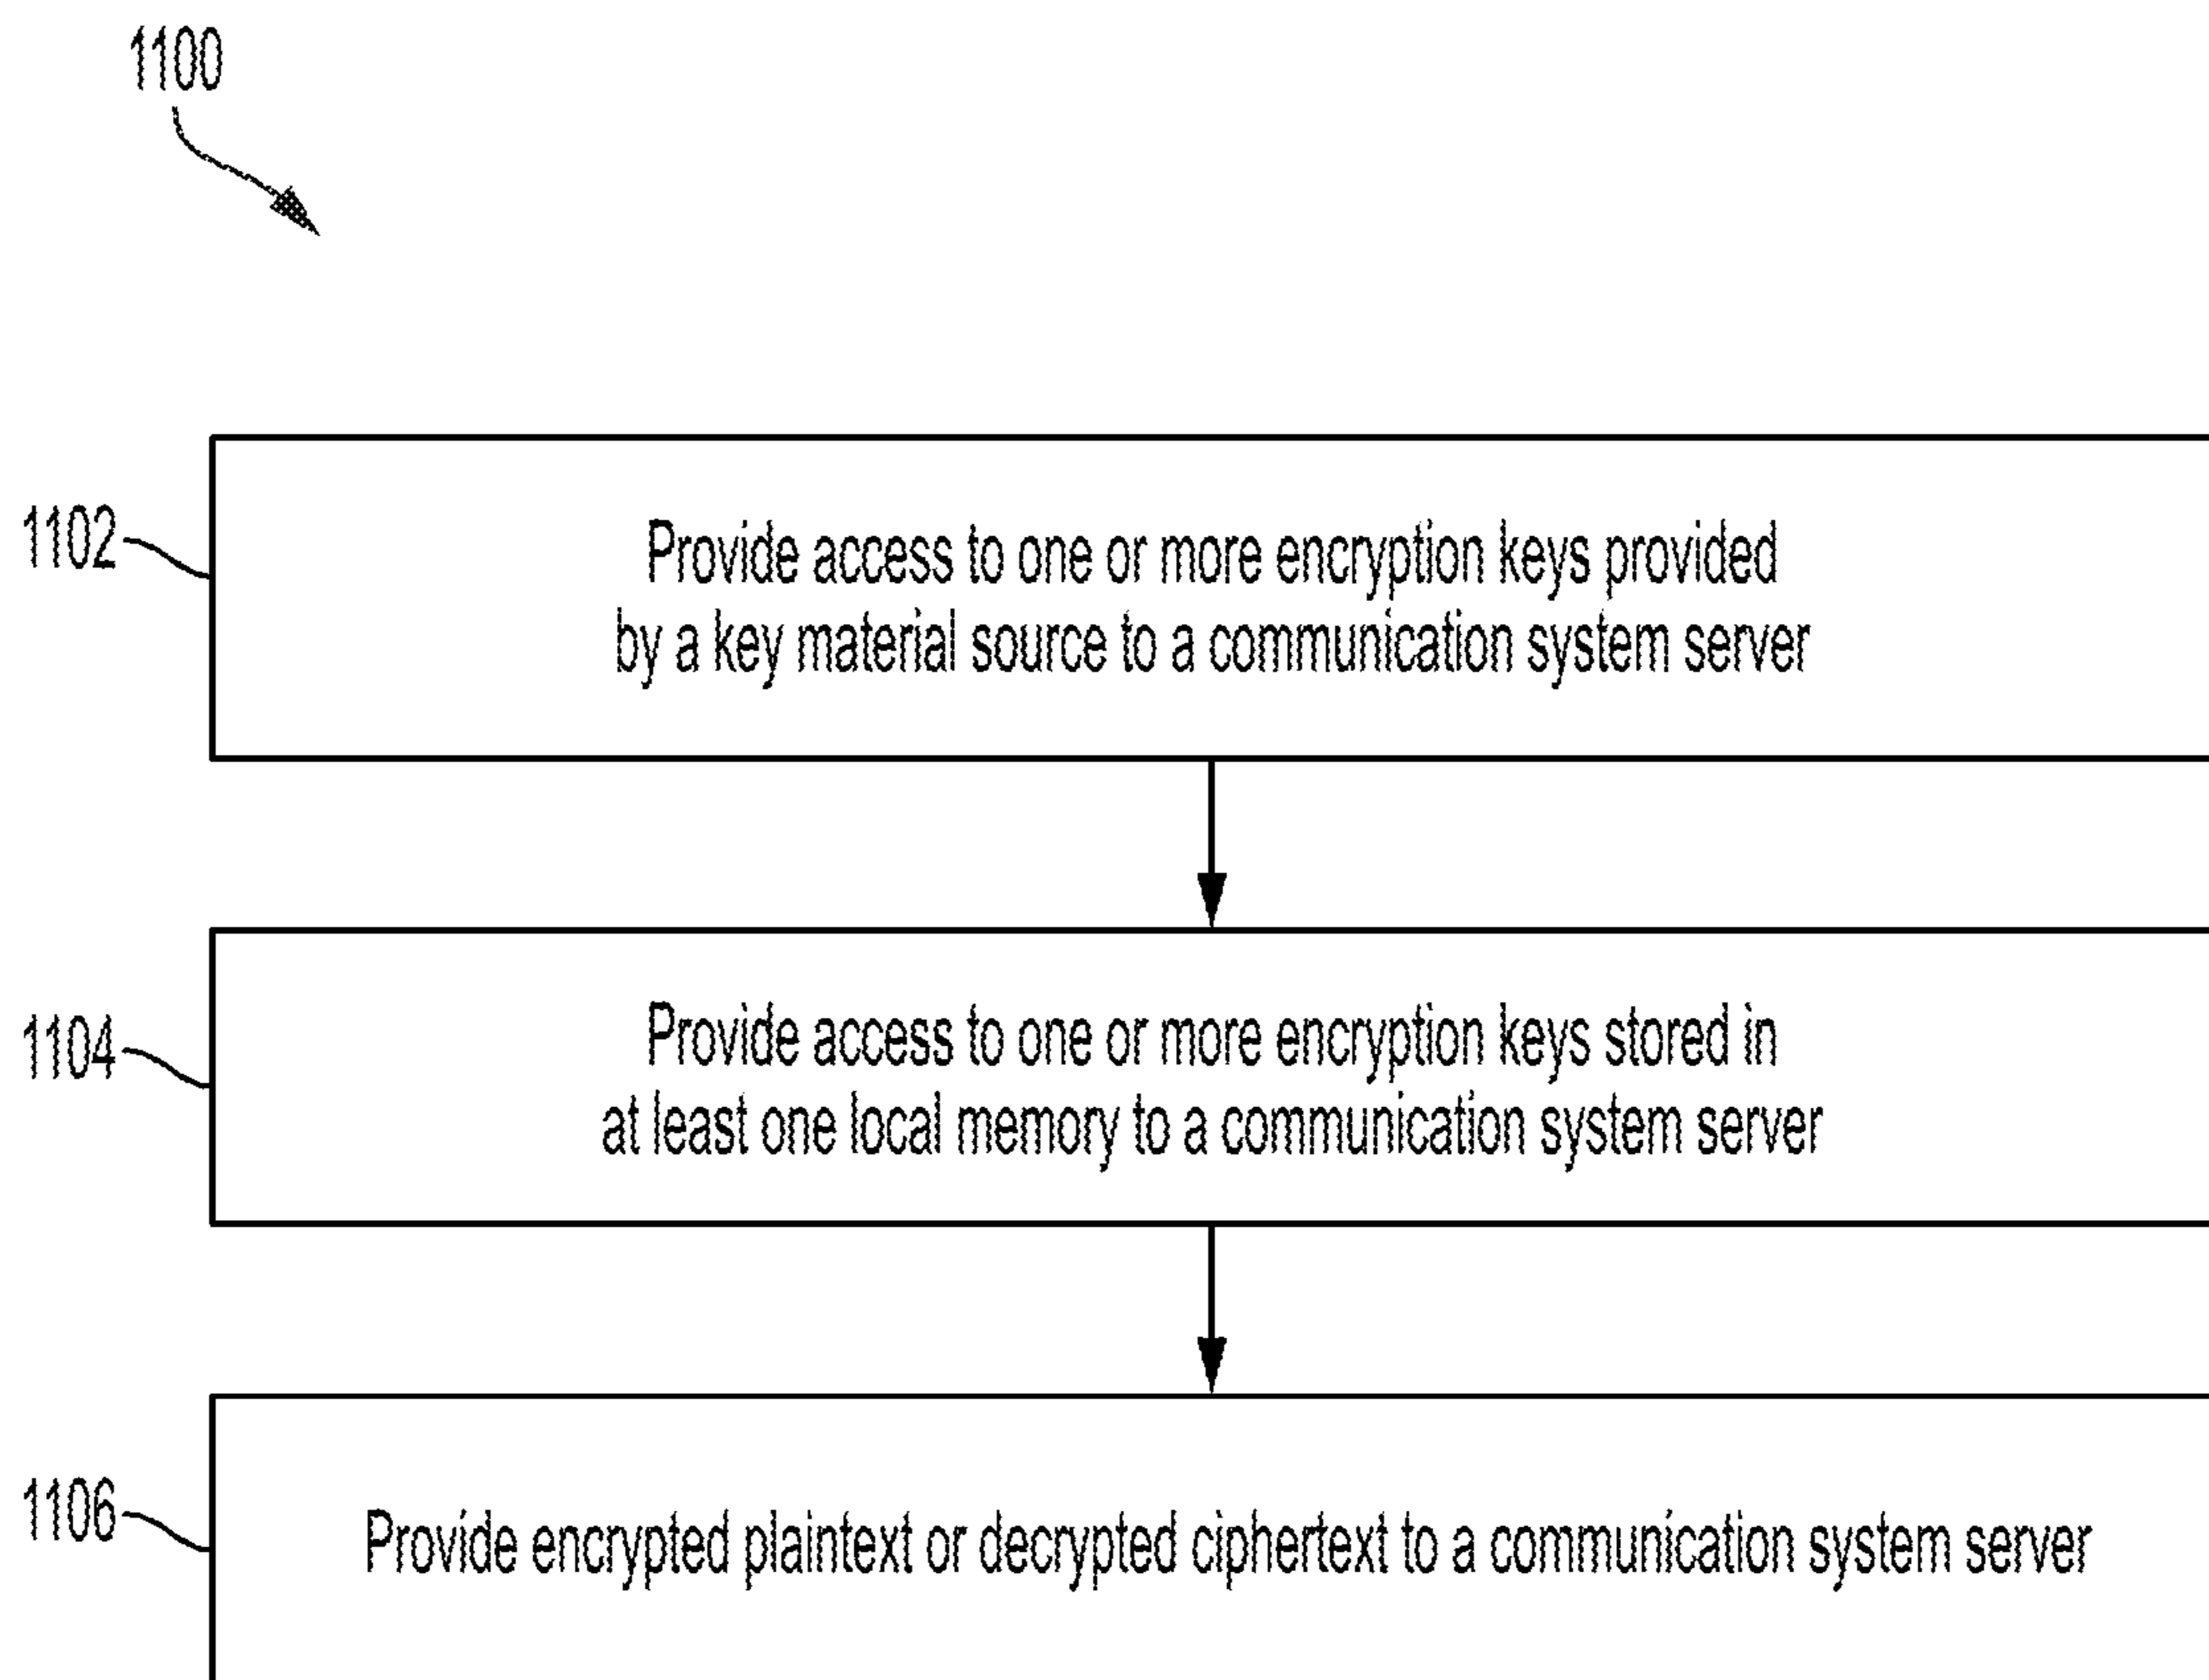 1100
1102
Provide access to one or more encryption keys provided
by a key material source to a communication system server
1104
Provide access to one or more encryption keys stored in
at least one local memory to a communication system server
1106
Provide encrypted plaintext or decrypted ciphertext to a communication system server